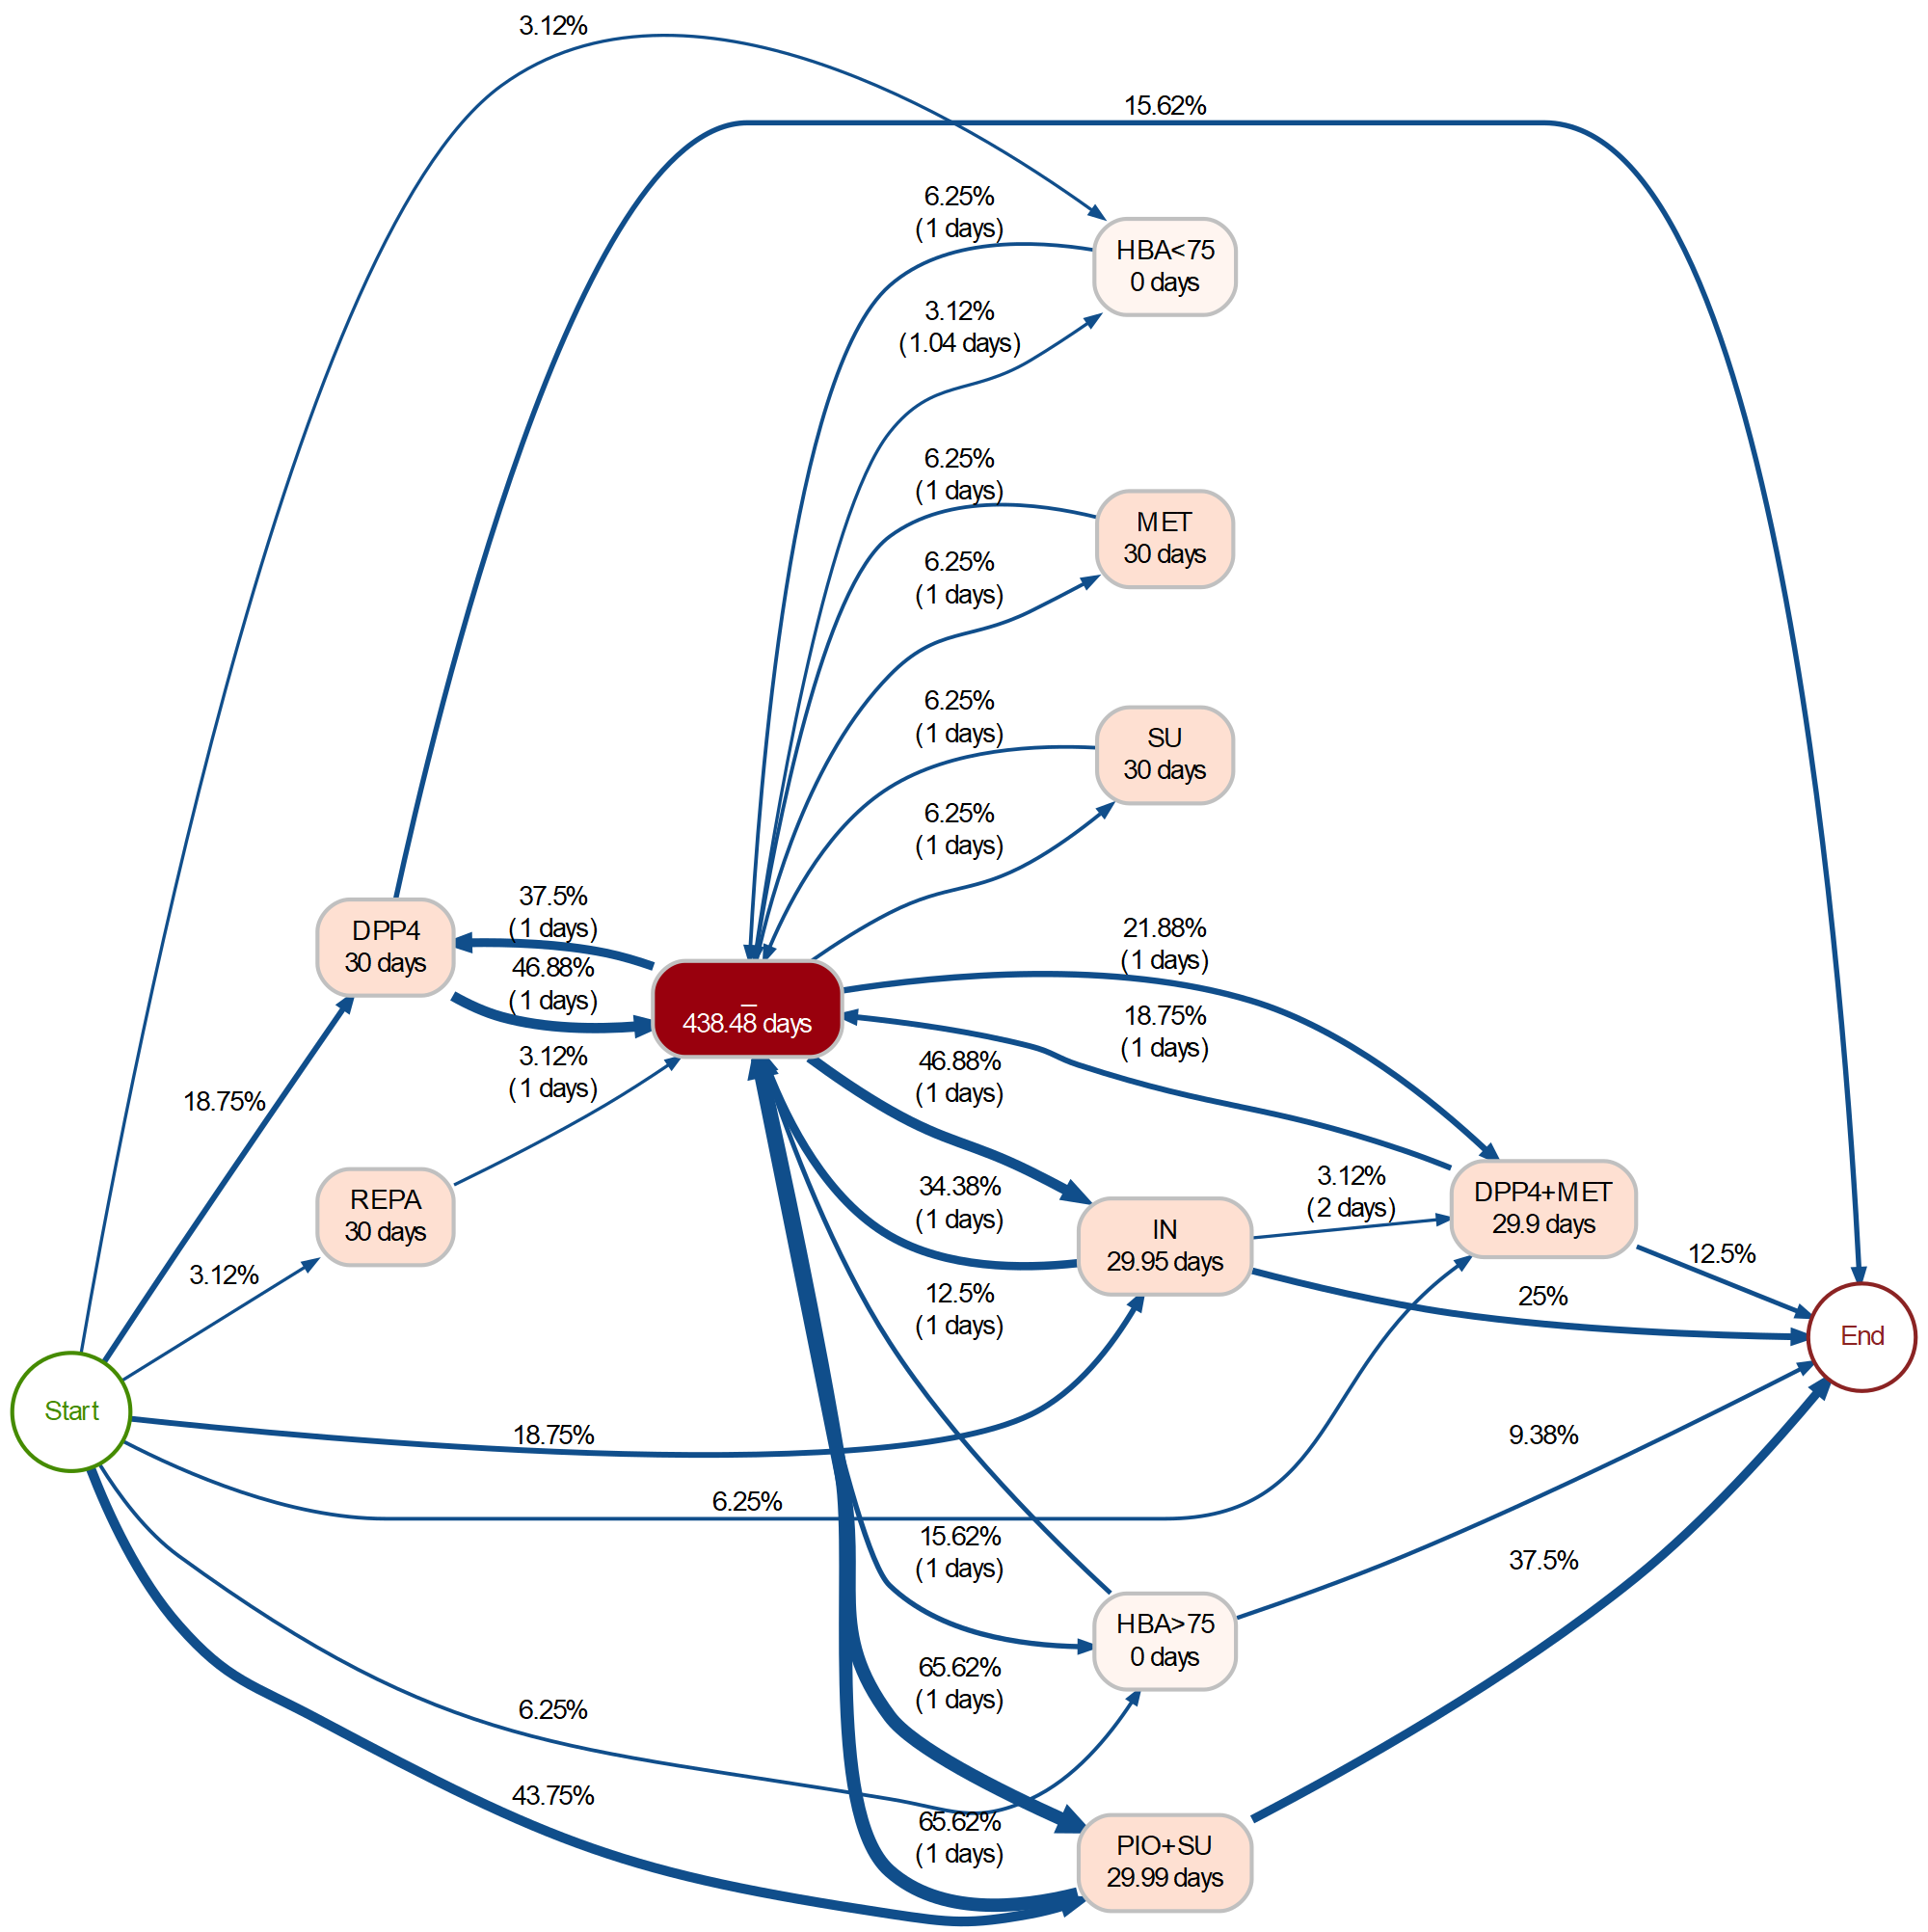 3.12%
15.62%
6.25%
(1 days)
HBA<75
0 days
3.12%
(1.04 days)
6.25%
(1 days)
MET
30 days
6.25%
(1 days)
6.25%
(1 days)
SU
30 days
6.25%
(1 days)
37.5%
(1 days)
DPP4
30 days
46.88%
(1 days)
21.88%
(1 days)
_
438.48 days
18.75%
(1 days)
3.12%
(1 days)
46.88%
(1 days)
18.75%
REPA
30 days
34.38%
(1 days)
3.12%
(2 days)
DPP4+MET
29.9 days
IN
29.95 days
12.5%
3.12%
12.5%
(1 days)
25%
End
Start
18.75%
9.38%
6.25%
15.62%
(1 days)
37.5%
HBA>75
0 days
65.62%
(1 days)
6.25%
43.75%
65.62%
(1 days)
PIO+SU
29.99 days